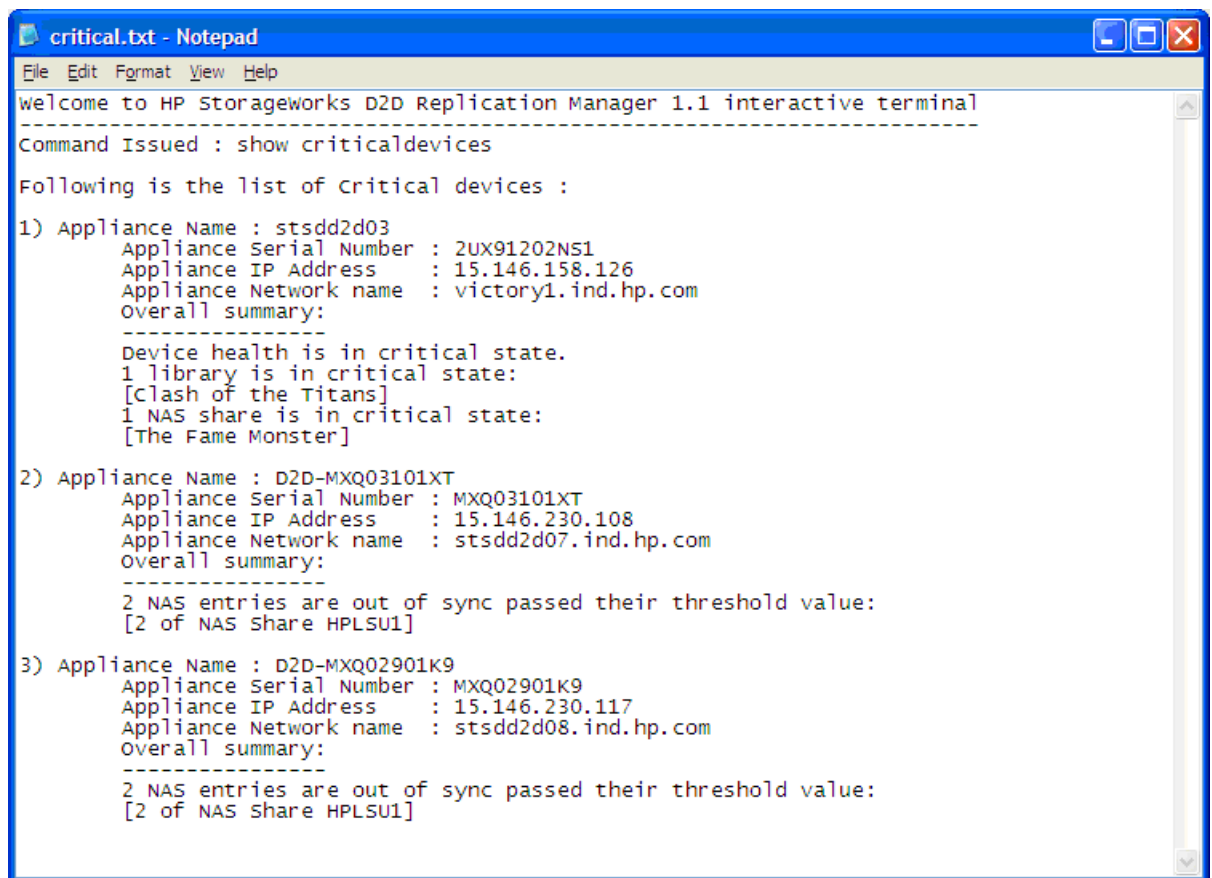 critical.txt - Notepad
File Edit Format View Help
Welcome to HP StorageWorks D2D Replication Manager 1.1 interactive terminal
---------------------------------------------------------------------------
Command Issued : show criticaldevices
Following is the list of Critical devices :
1) Appliance Name : stsdd2d03
Appliance Serial Number : 2UX91202NS1
Appliance IP Address : 15.146.158.126
Appliance Network name : victory1.ind.hp.com
Overall summary:
----------------
Device health is in critical state.
1 library is in critical state:
[Clash of the Titans]
1 NAS share is in critical state:
[The Fame Monster]
2) Appliance Name : D2D-MXQ03101XT
Appliance Serial Number : MXQ03101XT
Appliance IP Address : 15.146.230.108
Appliance Network name : stsdd2d07.ind.hp.com
Overall summary:
----------------
2 NAS entries are out of sync passed their threshold value:
[2 of NAS Share HPLSU1]
3) Appliance Name : D2D-MXQ02901K9
Appliance Serial Number : MXQ02901K9
Appliance IP Address : 15.146.230.117
Appliance Network name : stsdd2d08.ind.hp.com
Overall summary:
----------------
2 NAS entries are out of sync passed their threshold value:
[2 of NAS Share HPLSU1]